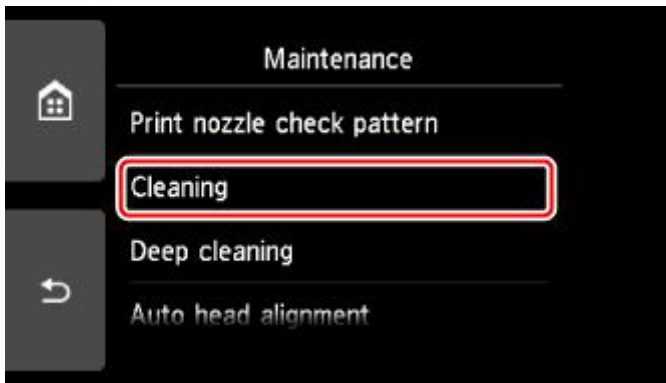 Maintenance
Print nozzle check pattern
Cleaning
Deep cleaning
Auto head alignment